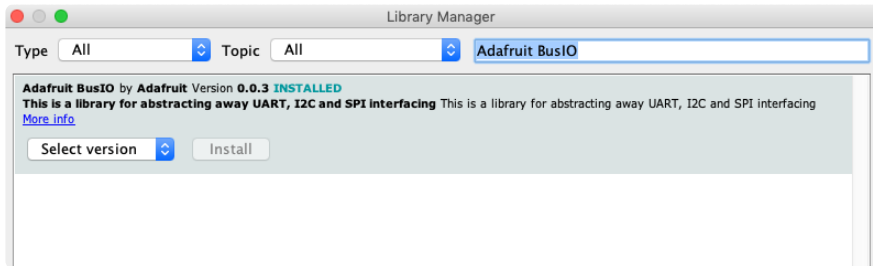 Library Manager
Type All Topic All Adafruit BusIO
Adafruit BusIO by Adafruit Version 0.0.3 INSTALLED
This is a library for abstracting away UART, I2C and SPI interfacing This is a library for abstracting away UART, I2C and SPI interfacing
More info
Select version Install